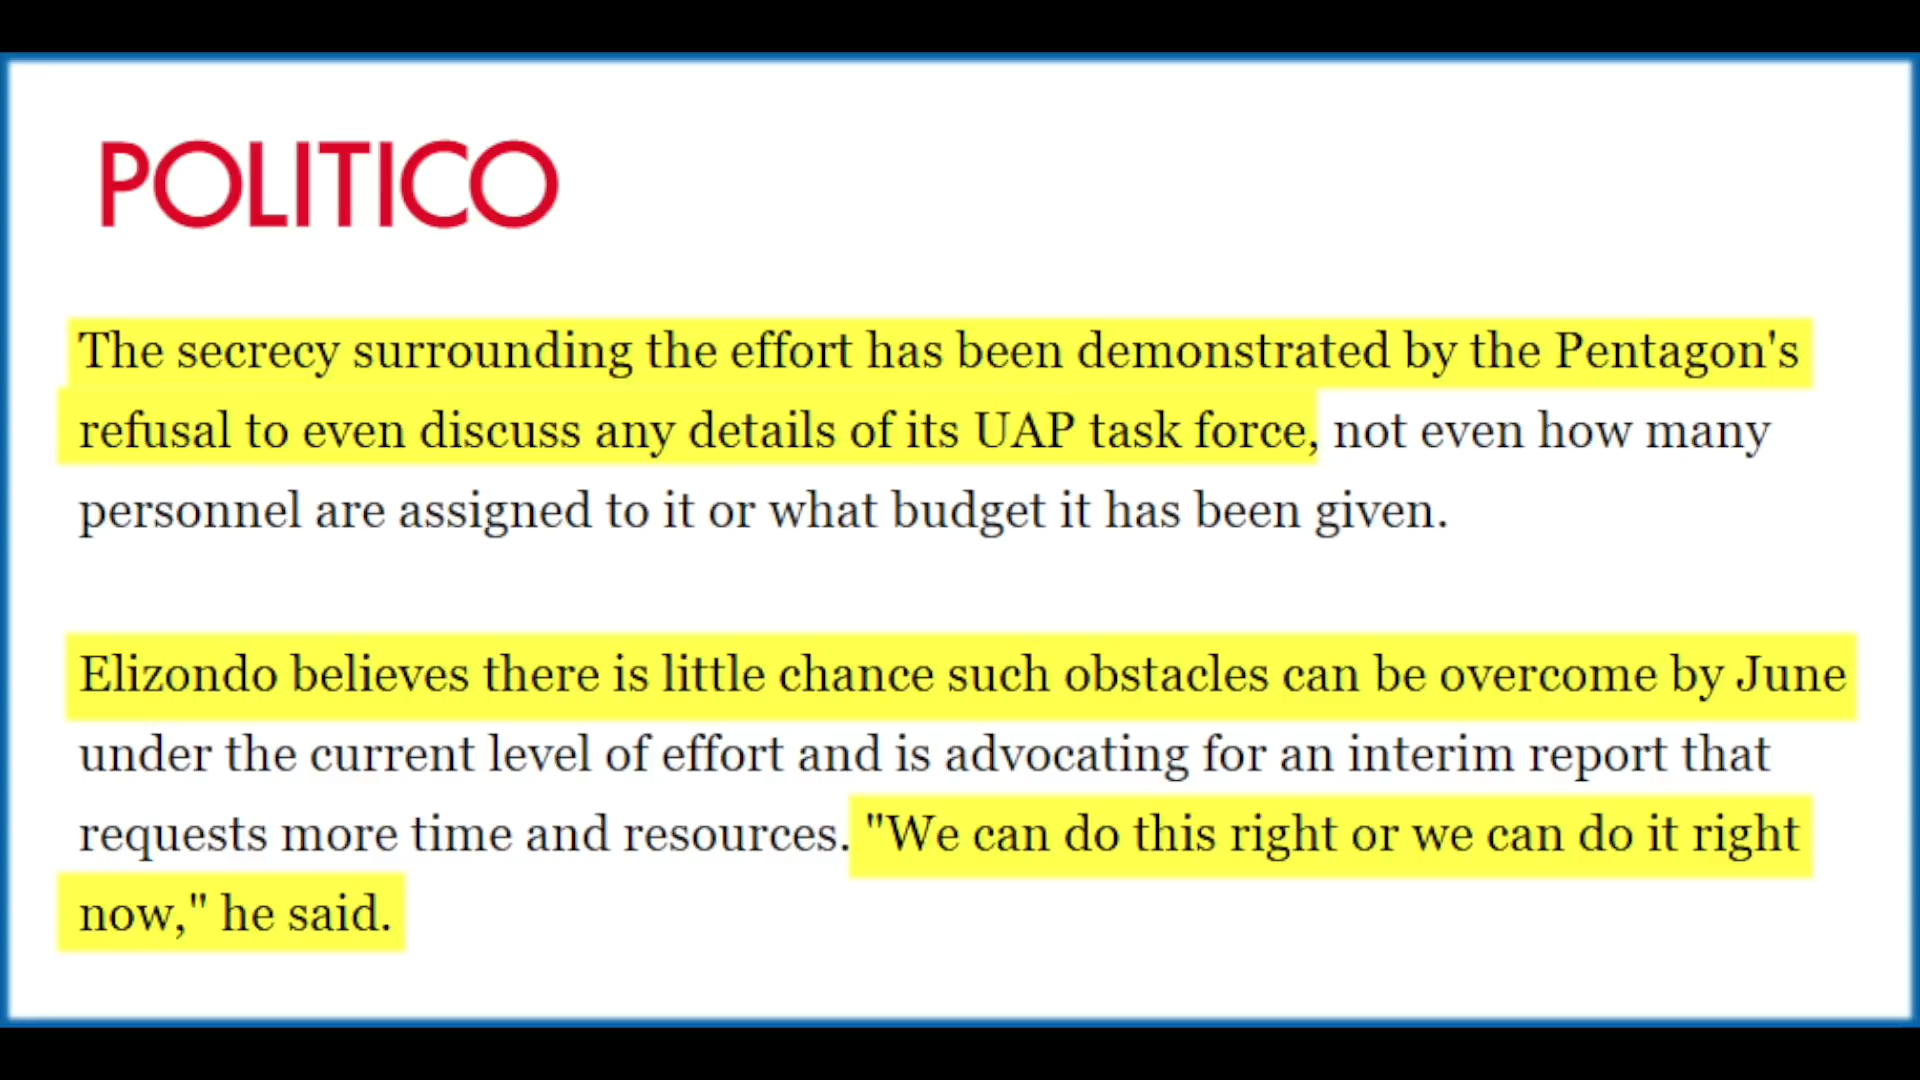 POLITICO
The secrecy surrounding the effort has been demonstrated by the Pentagon's
refusal to even discuss any details of its UAP task force, not even how many
personnel are assigned to it or what budget it has been given.
Elizondo believes there is little chance such obstacles can be overcome by June
under the current level of effort and is advocating for an interim report that
requests more time and resources. "We can do this right or we can do it right
now," he said.